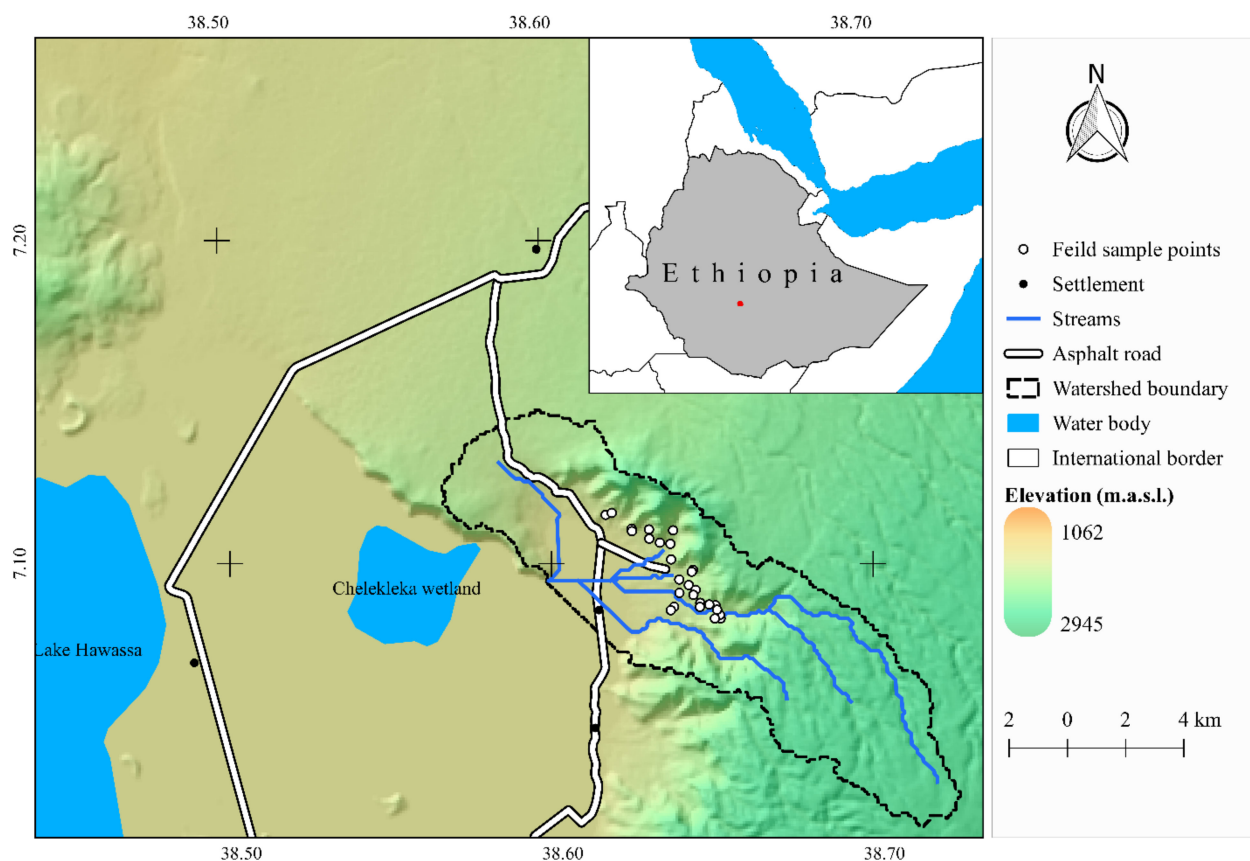 38.50 38.60 38.70
7.20
7.10
Ethiopia
Chelekleka wetland
Lake Hawassa
38.50 38.60 38.70
N
Feild sample points
Settlement
Streams
Asphalt road
Watershed boundary
Water body
International border
Elevation (m.a.s.l.)
1062
2945
2 0 2 4 km